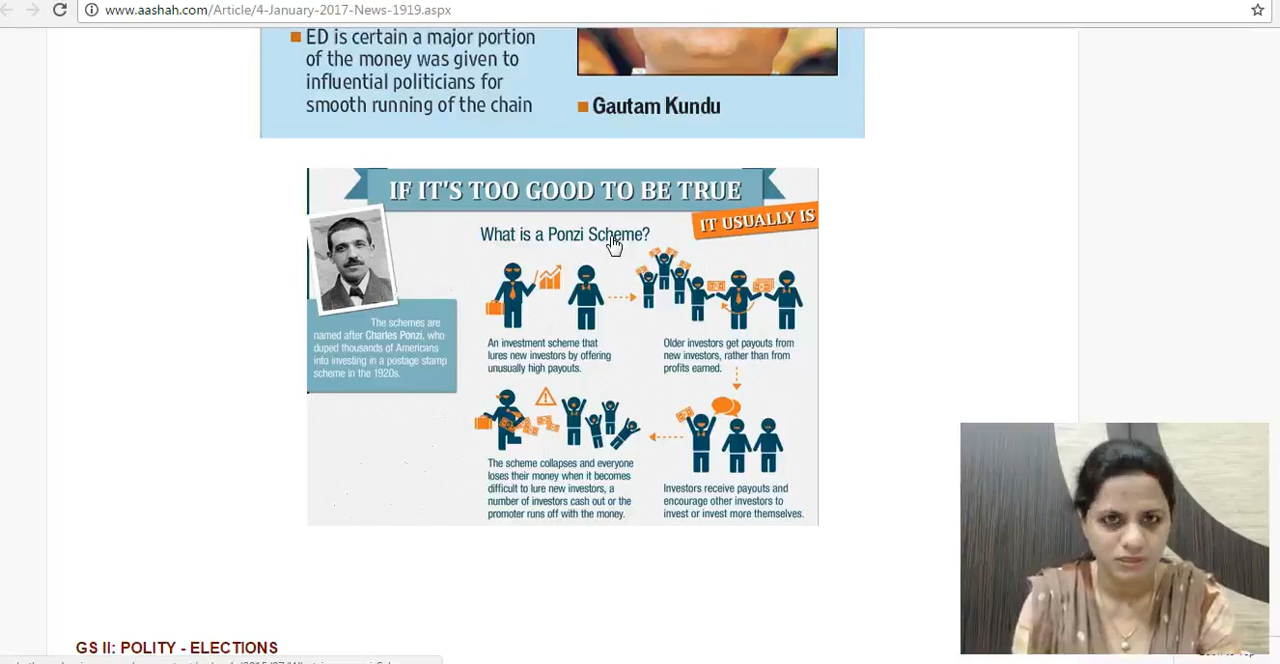 www.aashah.com/Article/4-January-2017-News-1919.aspx
ED is certain a major portion
of the money was given to
influential politicians for
smooth running of the chain
Gautam Kundu
IF IT'S TOO GOOD TO BE TRUE
IT USUALLY IS
What is a Ponzi Scheme?
The schemes are
named after Charles Ponzi, who
duped thousands of Americans
into investing in a postage stamp
scheme in the 1920s.
An investment scheme that
lures new investors by offering
unusually high payouts.
Older investors get payouts from
new investors, rather than from
profits earned.
The scheme collapses and everyone
loses their money when it becomes
difficult to lure new investors, a
number of investors cash out or the
promoter runs off with the money.
Investors receive payouts and
encourage other investors to
invest or invest more themselves.
GS II: POLITY - ELECTIONS